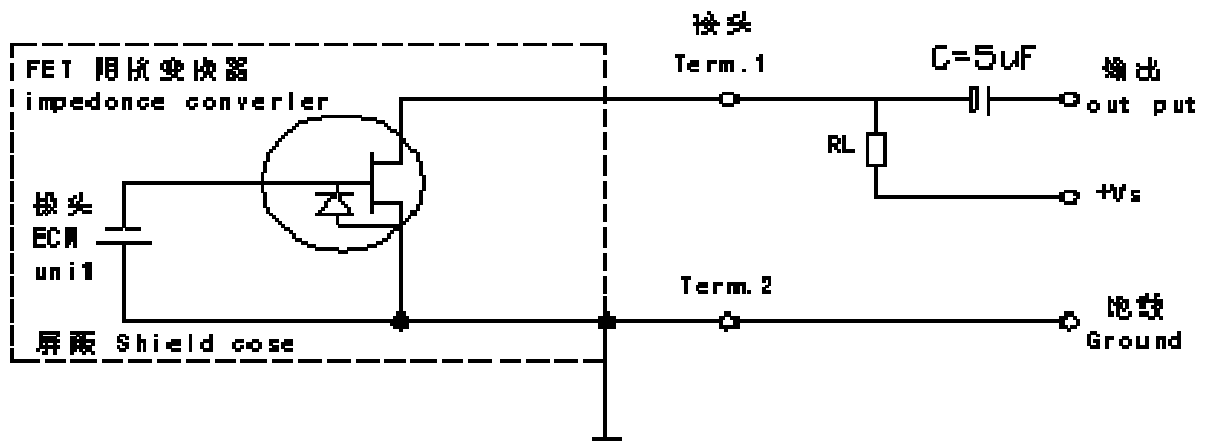 接头
FET 阻抗变换器
Term.1
C=5uF
输出
impedonce converler
out put
RL
接头
ECM
unit
+Vs
Term.2
地线
屏蔽 Shield cose
Ground